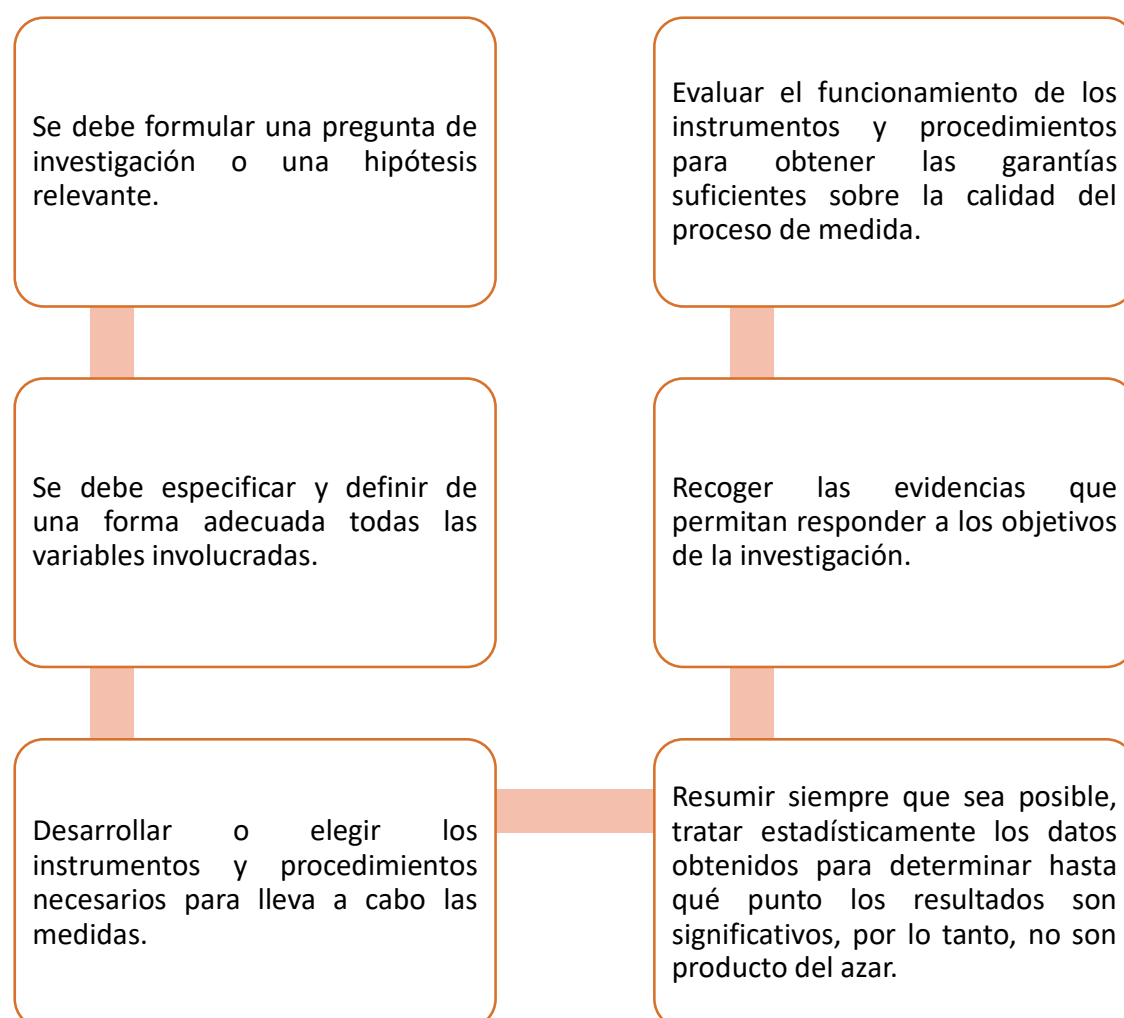 Se debe formular una pregunta de
investigación o una hipótesis
relevante.
Se debe especificar y definir de
una forma adecuada todas las
variables involucradas.
Desarrollar o elegir los
instrumentos y procedimientos
necesarios para lleva a cabo las
medidas.
Evaluar el funcionamiento de los
instrumentos y procedimientos
para obtener las garantías
suficientes sobre la calidad del
proceso de medida.
Recoger las evidencias que
permitan responder a los objetivos
de la investigación.
Resumir siempre que sea posible,
tratar estadísticamente los datos
obtenidos para determinar hasta
qué punto los resultados son
significativos, por lo tanto, no son
producto del azar.